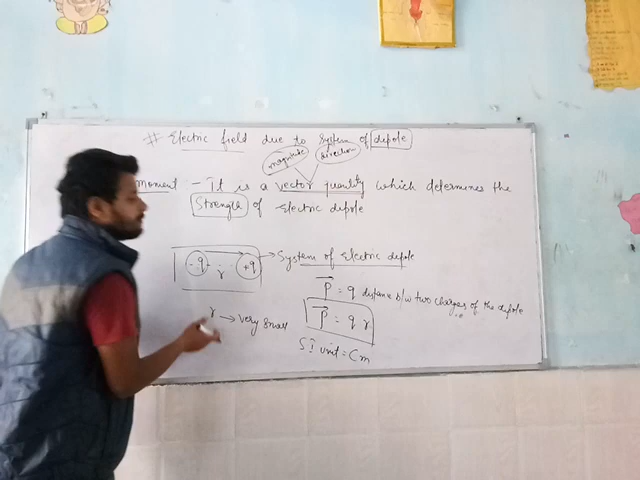 # Electric field due to system of dipole
magnitude direction
Moment - It is a vector quantity which determines the
Strength of Electric dipole
-q r +q → System of Electric dipole
P = q distance b/w two charges of the dipole
r → very small
P = q r
SI unit = Cm